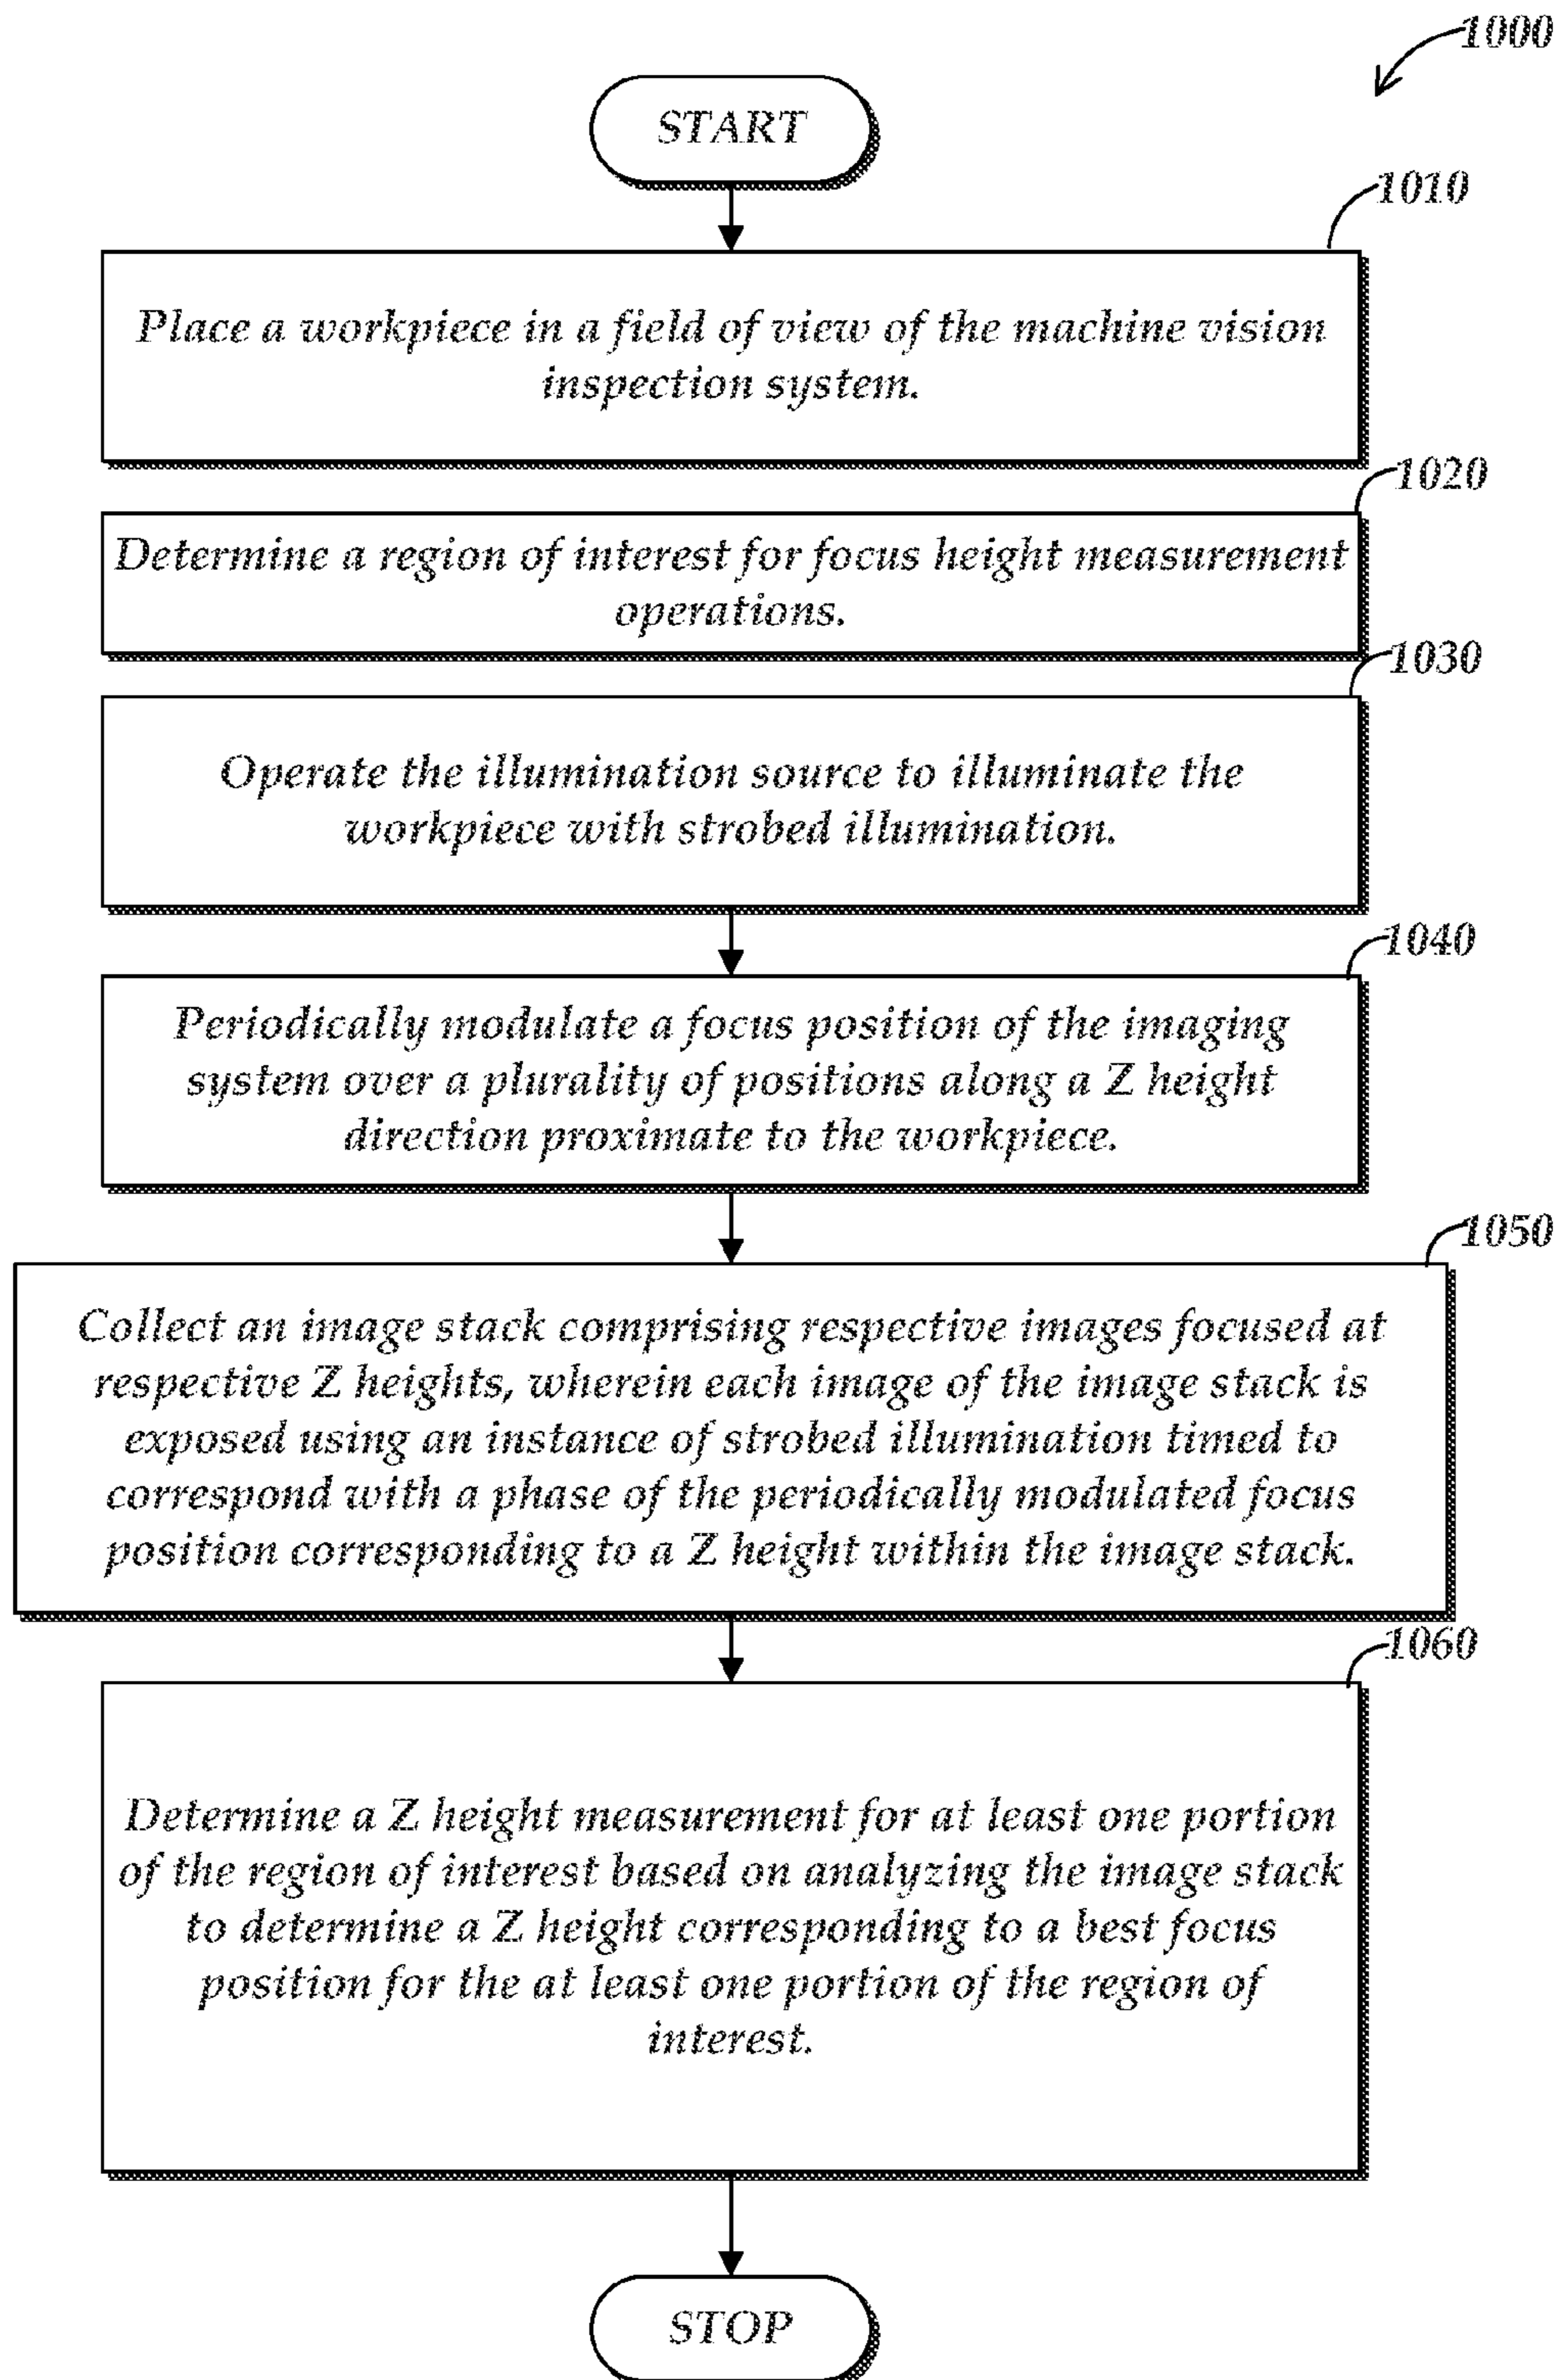 1000
START
1010
Place a workpiece in a field of view of the machine vision
inspection system.
1020
Determine a region of interest for focus height measurement
operations.
1030
Operate the illumination source to illuminate the
workpiece with strobed illumination.
1040
Periodically modulate a focus position of the imaging
system over a plurality of positions along a Z height
direction proximate to the workpiece.
1050
Collect an image stack comprising respective images focused at
respective Z heights, wherein each image of the image stack is
exposed using an instance of strobed illumination timed to
correspond with a phase of the periodically modulated focus
position corresponding to a Z height within the image stack.
1060
Determine a Z height measurement for at least one portion
of the region of interest based on analyzing the image stack
to determine a Z height corresponding to a best focus
position for the at least one portion of the region of
interest.
STOP